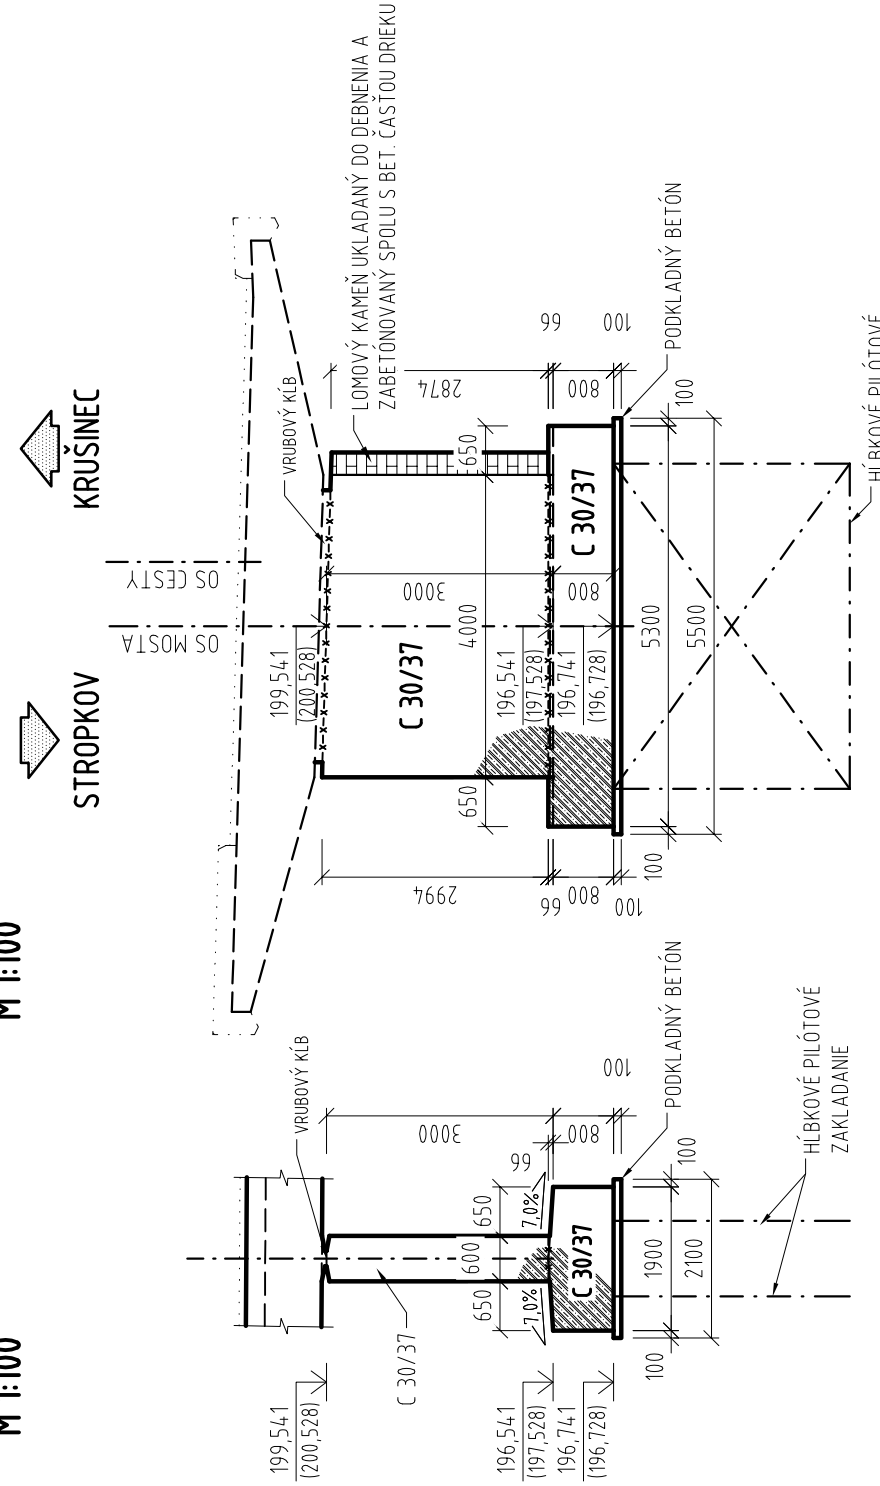 M 1:100
M 1:100
STROPKOV
KRUŠINEC
OS MOSTA
OS CESTY
VRUBOVÝ KĹB
LOMOVÝ KAMEŇ UKLADANÝ DO DEBNENIA A
ZABETÓNOVANÝ SPOLU S BET. ČASŤOU DRIEKU
199,541
(200,528)
C 30/37
3000
4000
650
650
2874
66
800
100
2994
66
800
100
196,541
(197,528)
196,741
(196,728)
800
C 30/37
PODKLADNÝ BETÓN
100
5300
100
5500
HĹBKOVÉ PILÓTOVÉ
VRUBOVÝ KĹB
199,541
(200,528)
C 30/37
3000
66
800
100
650
600
650
7,0%
7,0%
196,541
(197,528)
196,741
(196,728)
C 30/37
PODKLADNÝ BETÓN
100
1900
100
2100
HĹBKOVÉ PILÓTOVÉ
ZAKLADANIE